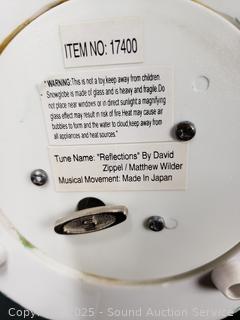 ITEM NO: 17400
"WARNING:This is not a toy,keep away from children.
Snowglobe is made of glass and is heavy and fragile.Do
not place near windows or in direct sunlight:a magnifying
glass effect may result in risk of fire.Heat may cause air
bubbles to form and the water to cloud,keep away from
all appliances and heat sources."
Tune Name: "Reflections" By David
Zippel / Matthew Wilder
Musical Movement: Made In Japan
Copyright 2025 - Sound Auction Service